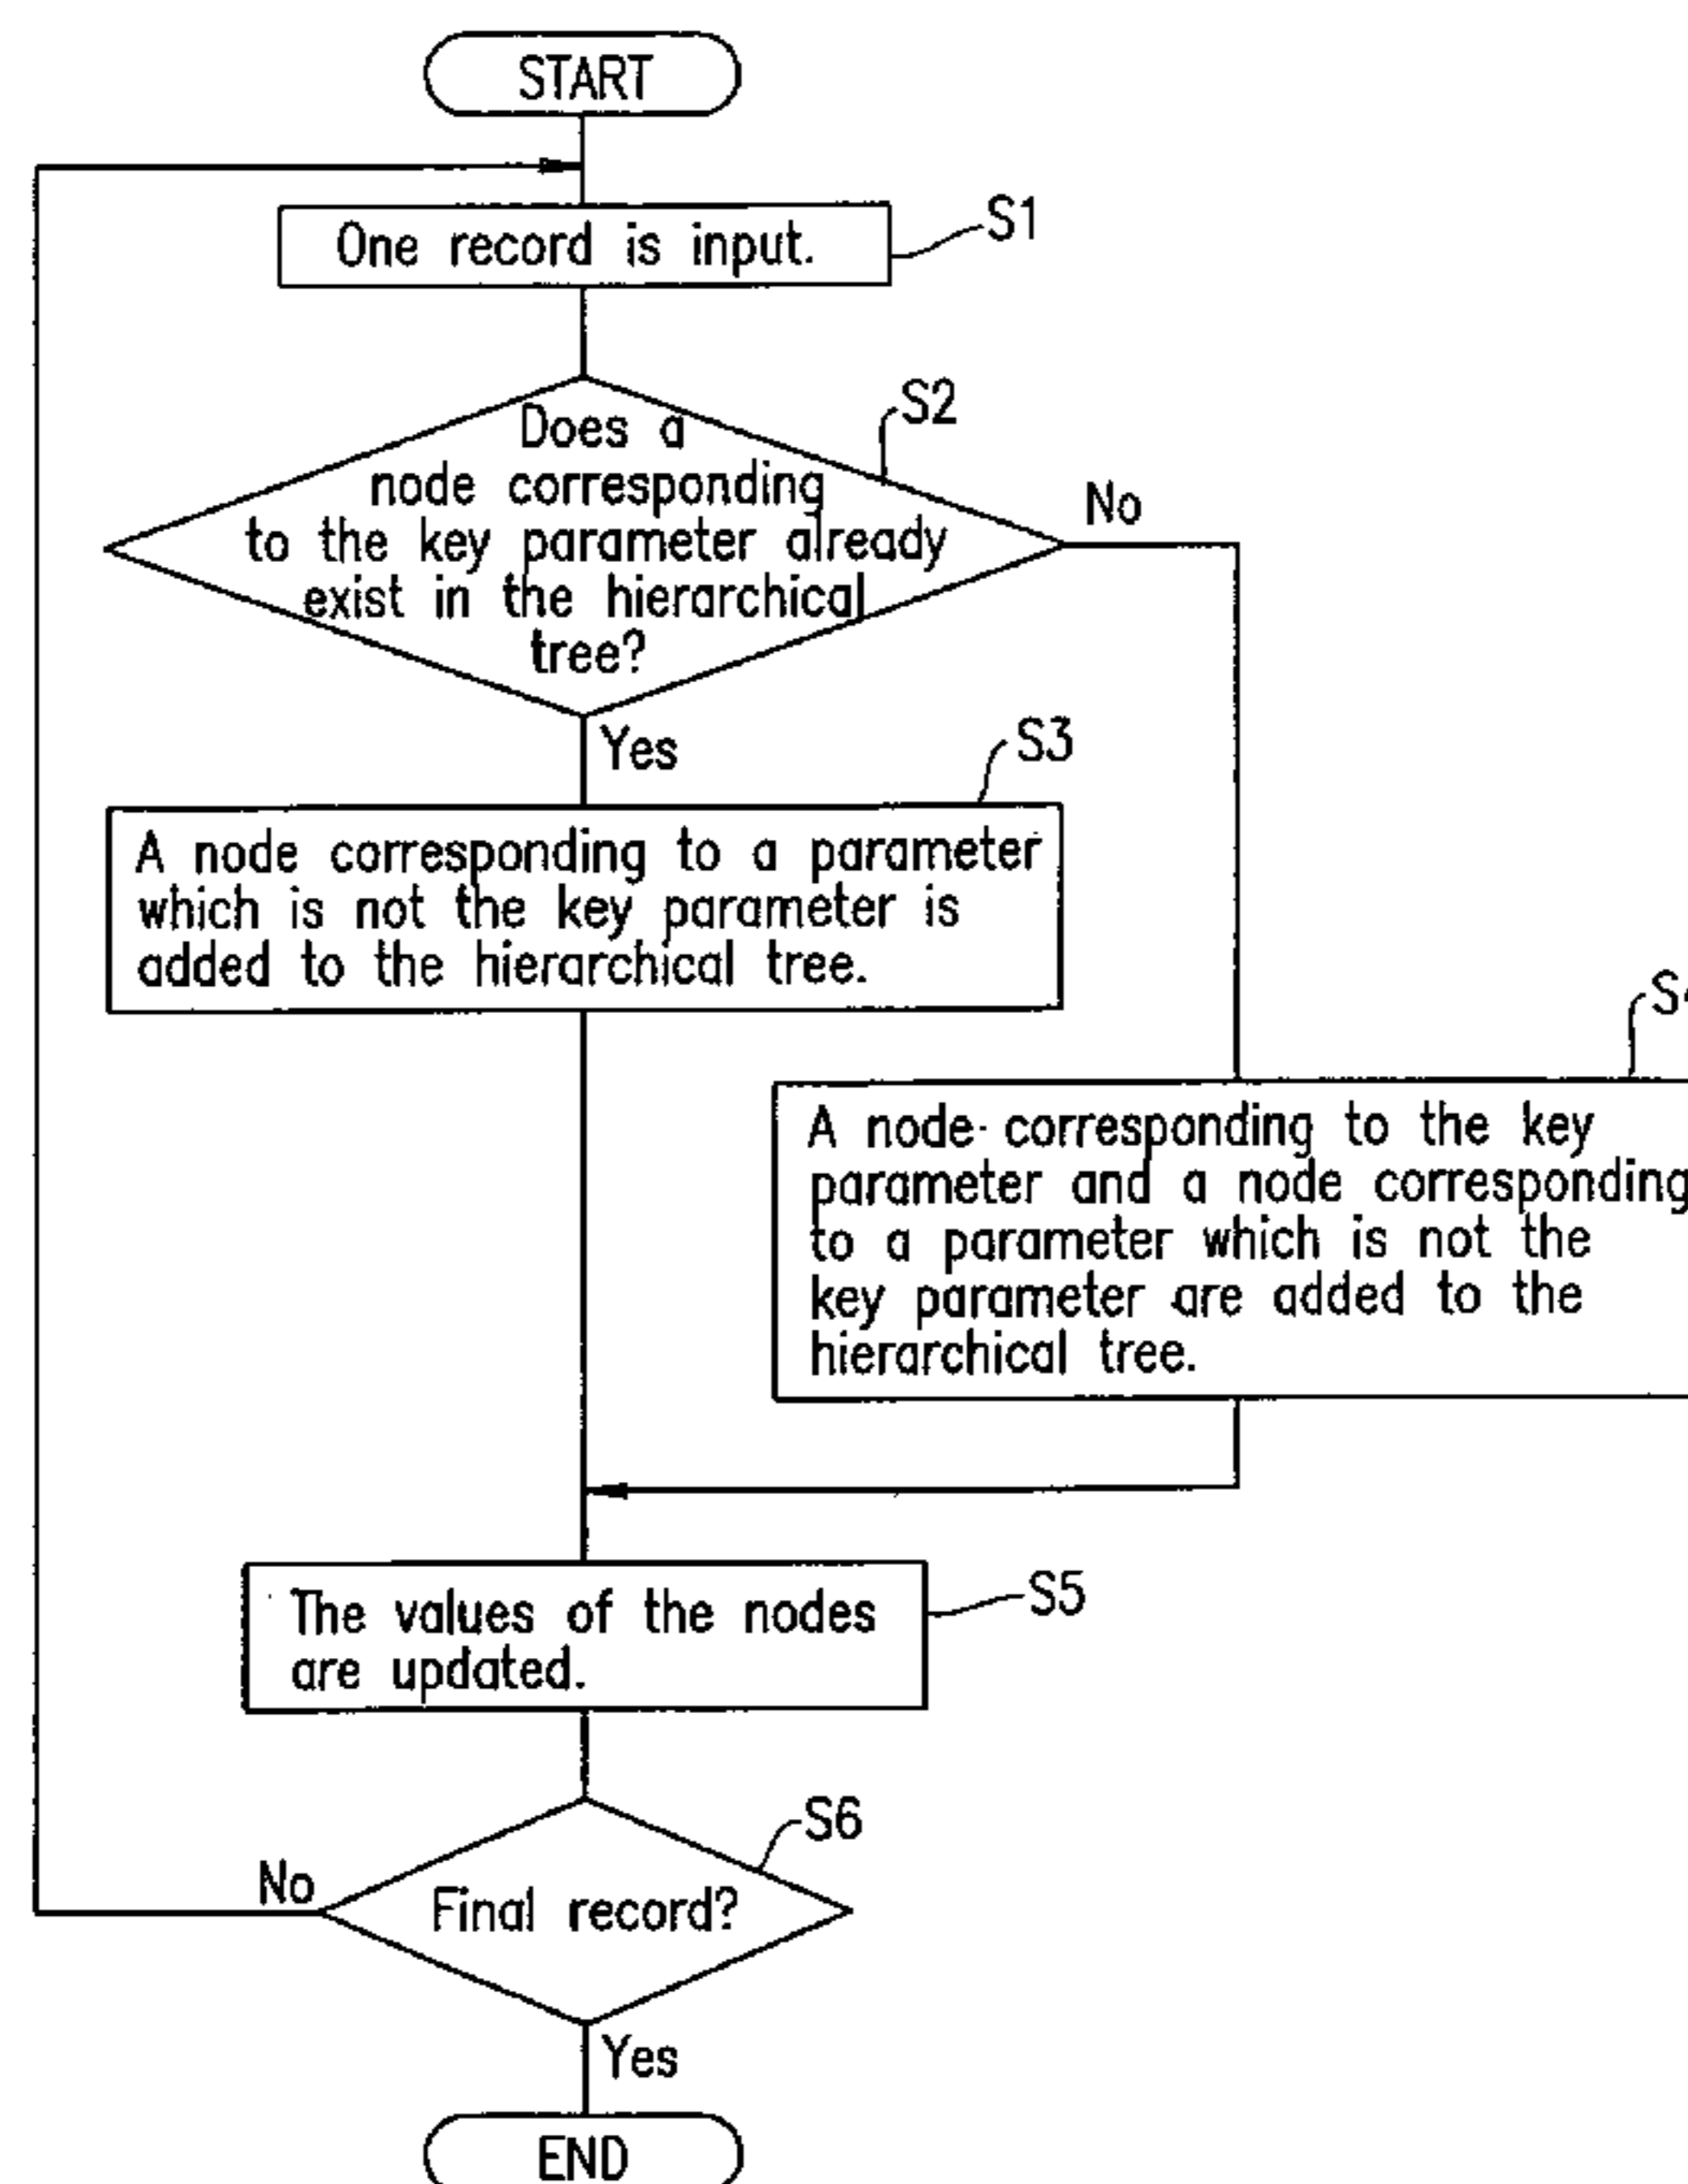 START
One record is input.
S1
Does a
node corresponding
to the key parameter already
exist in the hierarchical
tree?
S2
No
Yes
S3
A node corresponding to a parameter
which is not the key parameter is
added to the hierarchical tree.
S4
A node corresponding to the key
parameter and a node corresponding
to a parameter which is not the
key parameter are added to the
hierarchical tree.
The values of the nodes
are updated.
S5
S6
No
Final record?
Yes
END